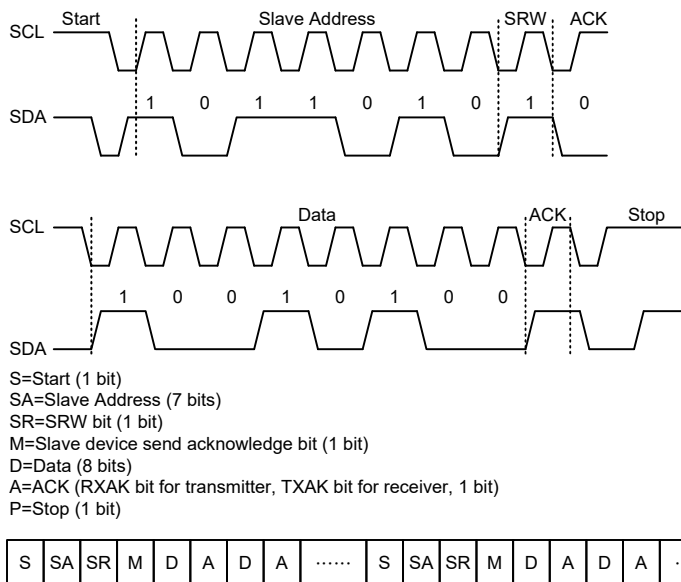 Start Slave Address SRW ACK
SCL
1 0 1 1 0 1 0 1 0
SDA
Data ACK Stop
SCL
1 0 0 1 0 1 0 0
SDA
S=Start (1 bit)
SA=Slave Address (7 bits)
SR=SRW bit (1 bit)
M=Slave device send acknowledge bit (1 bit)
D=Data (8 bits)
A=ACK (RXAK bit for transmitter, TXAK bit for receiver, 1 bit)
P=Stop (1 bit)
S SA SR M D A D A ...... S SA SR M D A D A ..